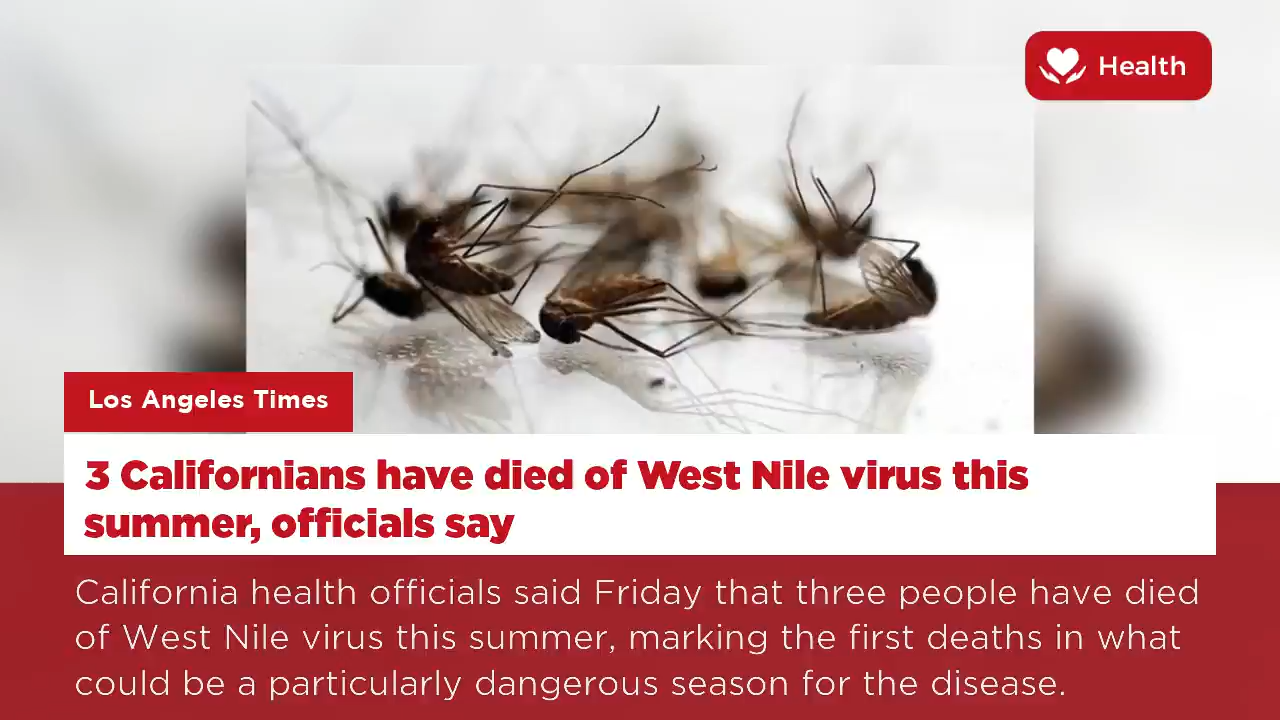 Health
Los Angeles Times
3 Californians have died of West Nile virus this
summer, officials say
California health officials said Friday that three people have died
of West Nile virus this summer, marking the first deaths in what
could be a particularly dangerous season for the disease.